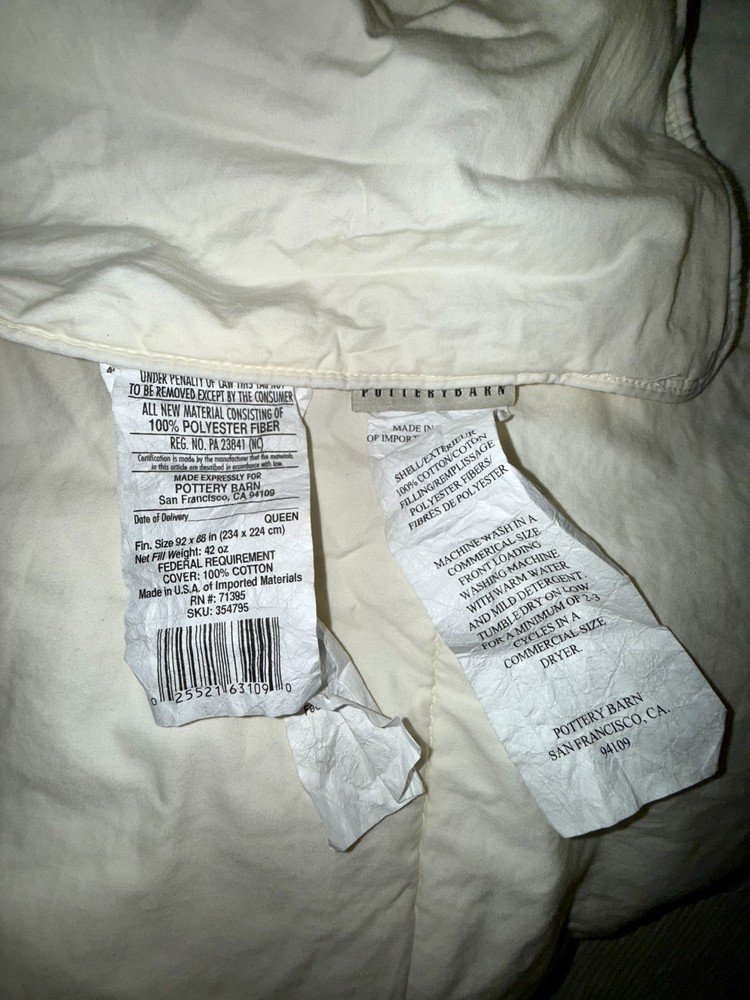 UNDER PENALTY OF LAW THIS TAG NOT
TO BE REMOVED EXCEPT BY THE CONSUMER
ALL NEW MATERIAL CONSISTING OF
100% POLYESTER FIBER
REG. NO. PA 23841 (NC)
Certification is made by the manufacturer that the materials
in this article are described in accordance with law.
MADE EXPRESSLY FOR
POTTERY BARN
San Francisco, CA 94109
Date of Delivery QUEEN
Fin. Size 92 x 88 in (234 x 224 cm)
Net Fill Weight: 42 oz
FEDERAL REQUIREMENT
COVER: 100% COTTON
Made in U.S.A. of Imported Materials
RN #: 71395
SKU: 354795
0 25521 63109 0
POTTERY BARN
MADE IN
OF IMPORT
SHELL/EXTERIEUR
100% COTTON/COTON
FILLING/REMPLISSAGE
POLYESTER FIBERS/
FIBRES DE POLYESTER
MACHINE WASH IN A
COMMERICAL SIZE
FRONT LOADING
WASHING MACHINE
WITH WARM WATER
AND MILD DETERGENT.
TUMBLE DRY ON LOW
FOR A MINIMUM OF 2-3
CYCLES IN A
COMMERCIAL SIZE
DRYER.
POTTERY BARN
SAN FRANCISCO, CA.
94109